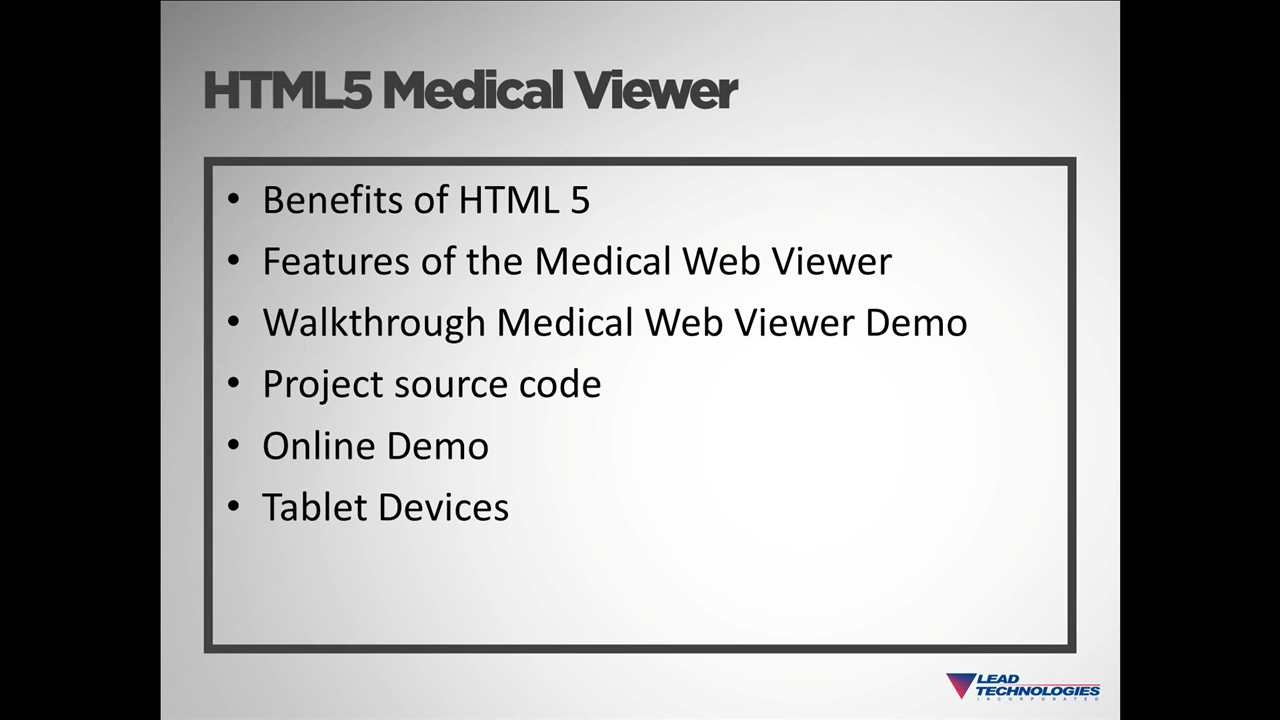 HTML5 Medical Viewer
• Benefits of HTML 5
• Features of the Medical Web Viewer
• Walkthrough Medical Web Viewer Demo
• Project source code
• Online Demo
• Tablet Devices
LEAD
TECHNOLOGIES
INCORPORATED